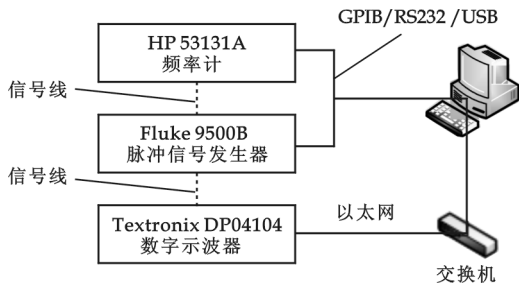 GPIB/RS232 /USB
HP 53131A
频率计
信号线
Fluke 9500B
脉冲信号发生器
信号线
Textronix DP04104
数字示波器
以太网
交换机